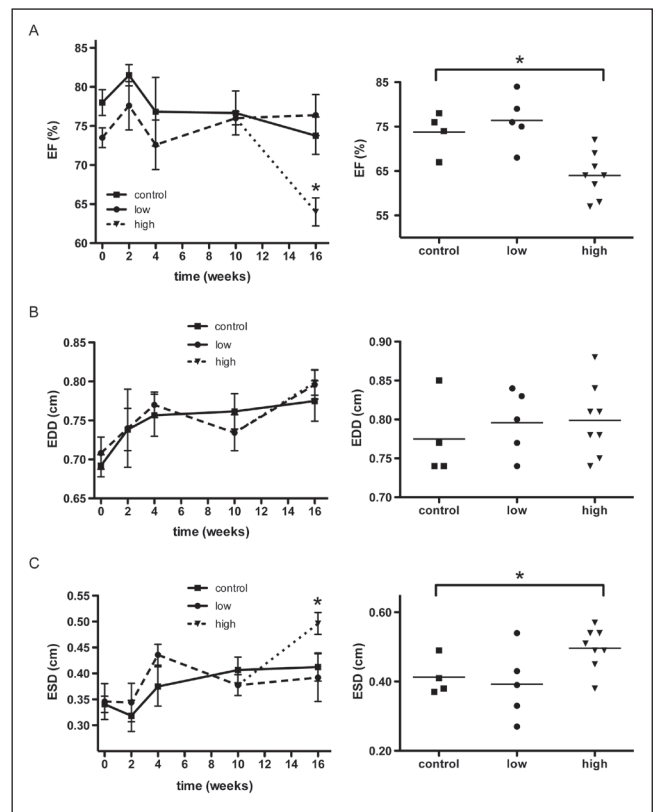 A
85
80
75
70
65
60
EF (%)
control
low
high
*
0 2 4 6 8 10 12 14 16
time (weeks)
*
85
75
65
55
EF (%)
control low high
B
control
low
high
0.85
0.80
0.75
0.70
0.65
EDD (cm)
0 2 4 6 8 10 12 14 16
time (weeks)
0.90
0.85
0.80
0.75
0.70
EDD (cm)
control low high
C
control
low
high
*
0.55
0.50
0.45
0.40
0.35
0.30
ESD (cm)
0 2 4 6 8 10 12 14 16
time (weeks)
*
0.60
0.40
0.20
ESD (cm)
control low high